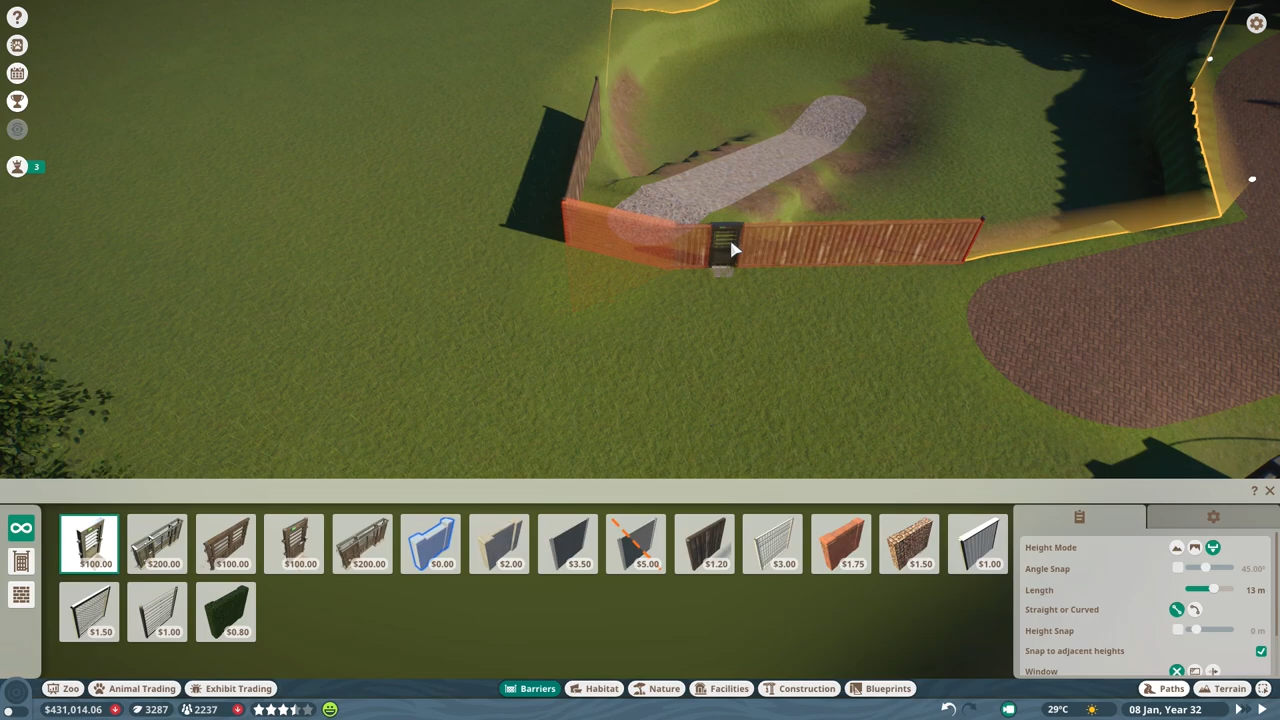 ?
3
? ×
$100.00 $200.00 $100.00 $100.00 $200.00 $0.00 $2.00 $3.50 $5.00 $1.20 $3.00 $1.75 $1.50 $1.00
$1.50 $1.00 $0.80
Height Mode
Angle Snap 45.00°
Length 13 m
Straight or Curved
Height Snap 0 m
Snap to adjacent heights
Window
Zoo Animal Trading Exhibit Trading Barriers Habitat Nature Facilities Construction Blueprints Paths Terrain
$431,014.06 3287 2237 29°C 08 Jan, Year 32